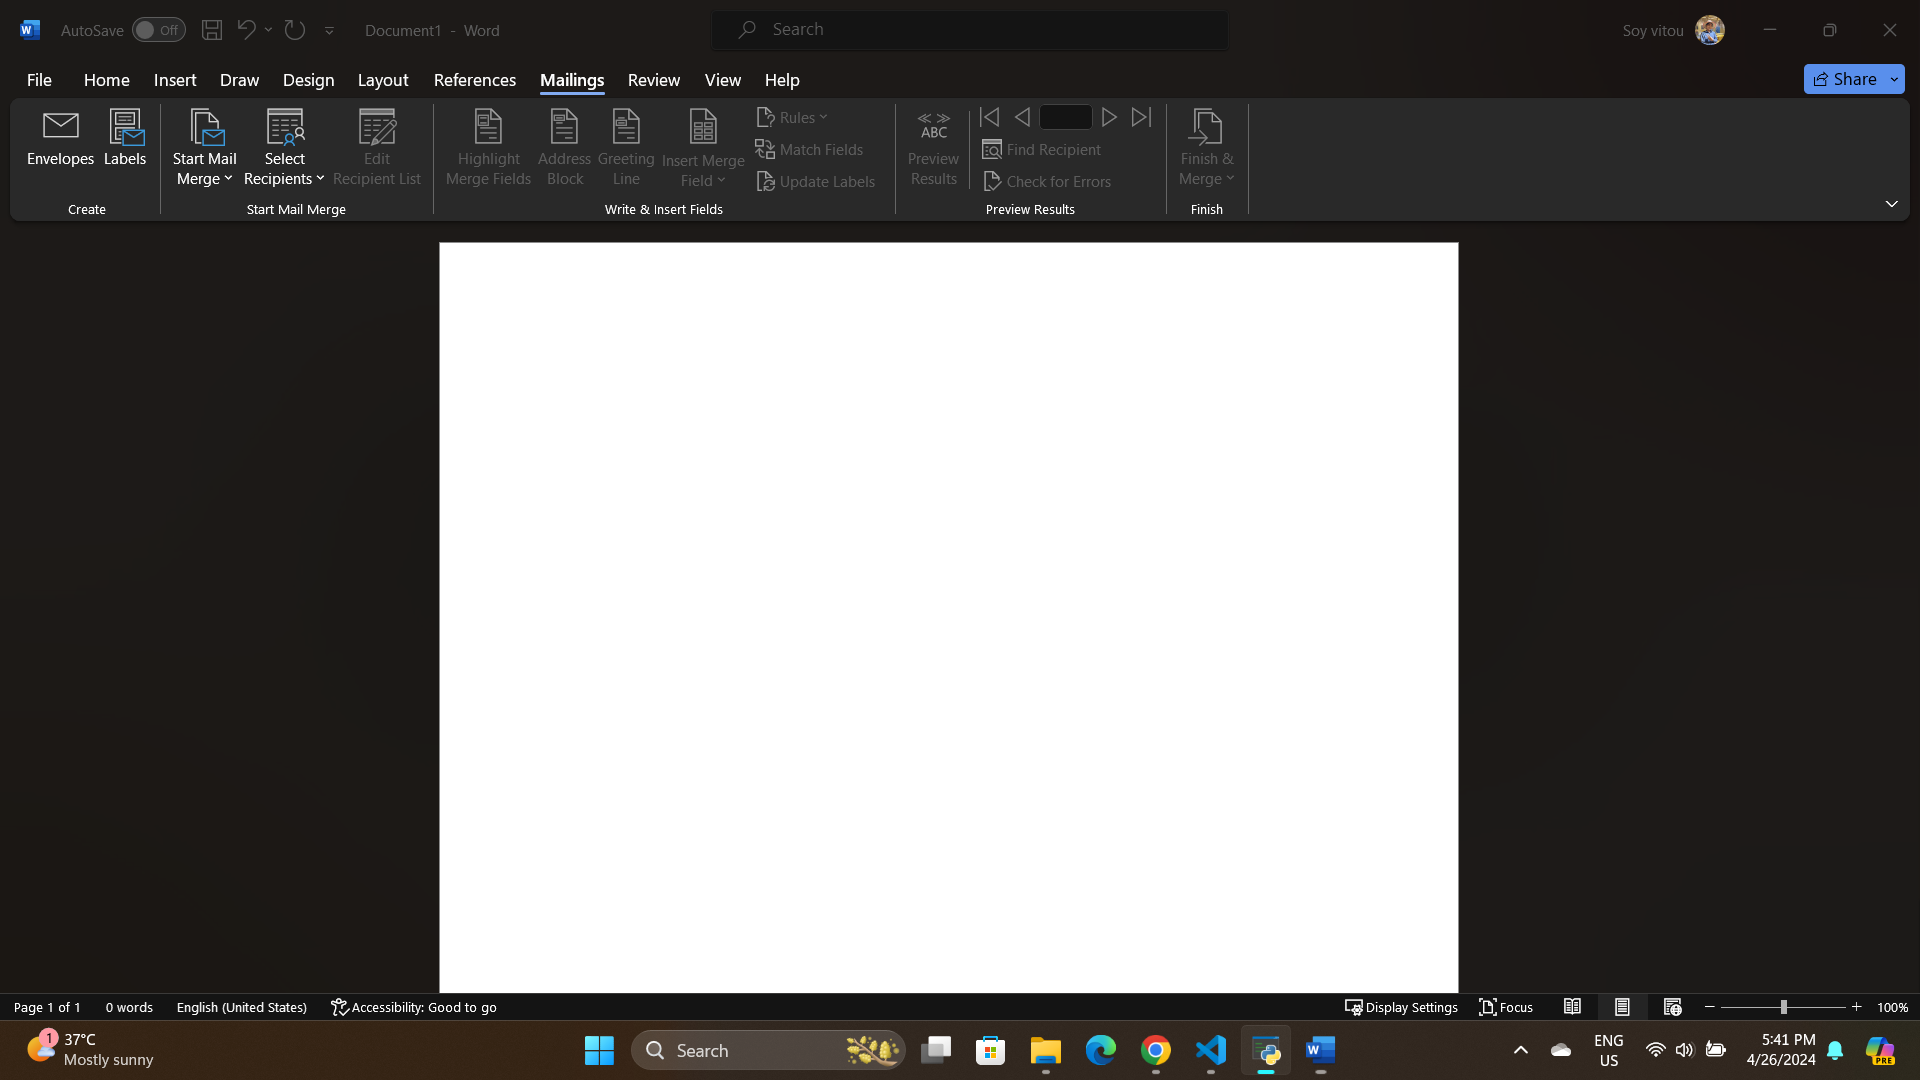 AutoSave Off Document1 - Word Search Soy vitou
File Home Insert Draw Design Layout References Mailings Review View Help Share
Envelopes
Labels
Start Mail
Merge
Select
Recipients
Edit
Recipient List
Highlight
Merge Fields
Address
Block
Greeting
Line
Insert Merge
Field
Rules
Match Fields
Update Labels
ABC
Preview
Results
Find Recipient
Check for Errors
Finish &
Merge
Create Start Mail Merge Write & Insert Fields Preview Results Finish
Page 1 of 1 0 words English (United States) Accessibility: Good to go Display Settings Focus 100%
1
37°C
Mostly sunny
Search
ENG
US
5:41 PM
4/26/2024
PRE